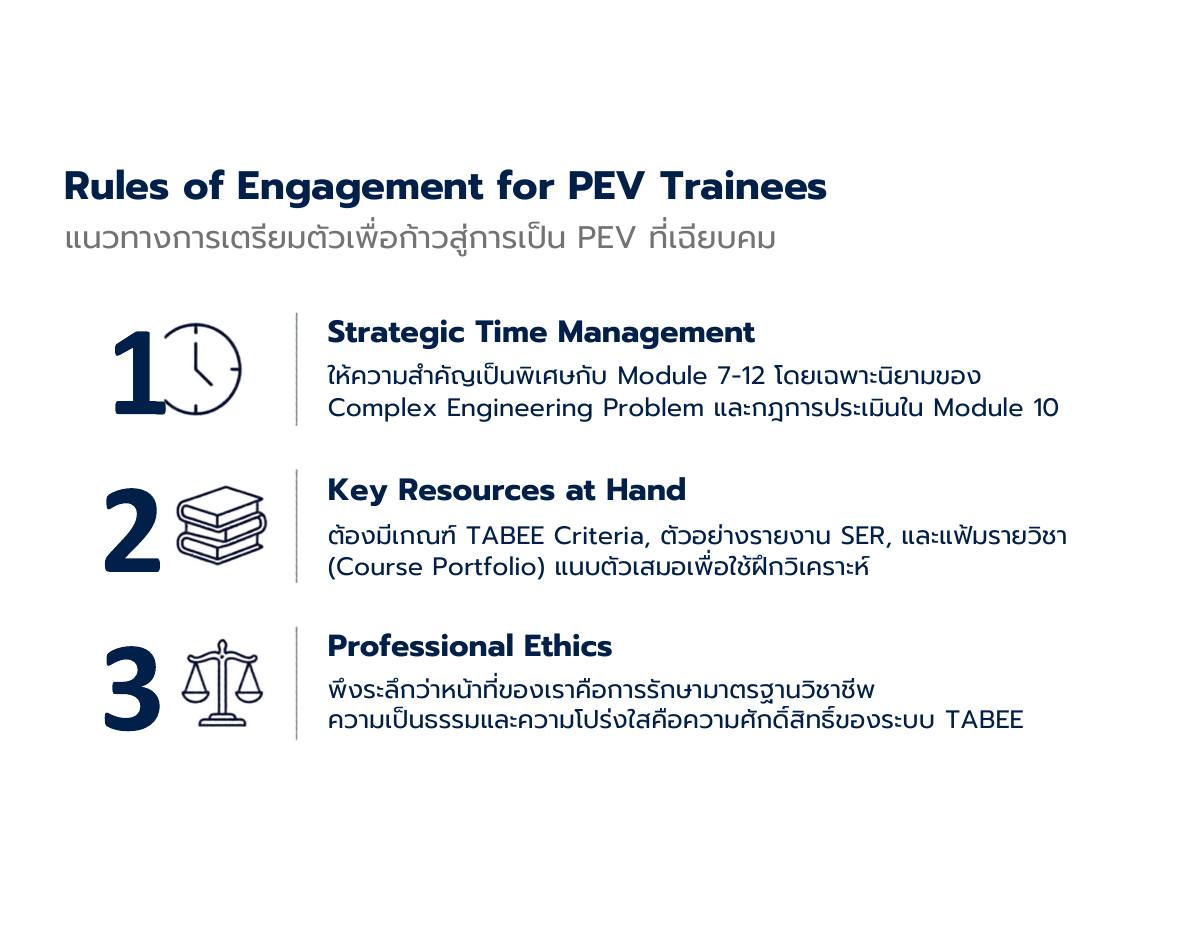 Rules of Engagement for PEV Trainees
แนวทางการเตรียมตัวเพื่อก้าวสู่การเป็น PEV ที่เฉียบคม
1
Strategic Time Management
ให้ความสำคัญเป็นพิเศษกับ Module 7-12 โดยเฉพาะนิยามของ
Complex Engineering Problem และกฎการประเมินใน Module 10
2
Key Resources at Hand
ต้องมีเกณฑ์ TABEE Criteria, ตัวอย่างรายงาน SER, และแฟ้มรายวิชา
(Course Portfolio) แนบตัวเสมอเพื่อใช้ฝึกวิเคราะห์
3
Professional Ethics
พึงระลึกว่าหน้าที่ของเราคือการรักษามาตรฐานวิชาชีพ
ความเป็นธรรมและความโปร่งใสคือความศักดิ์สิทธิ์ของระบบ TABEE